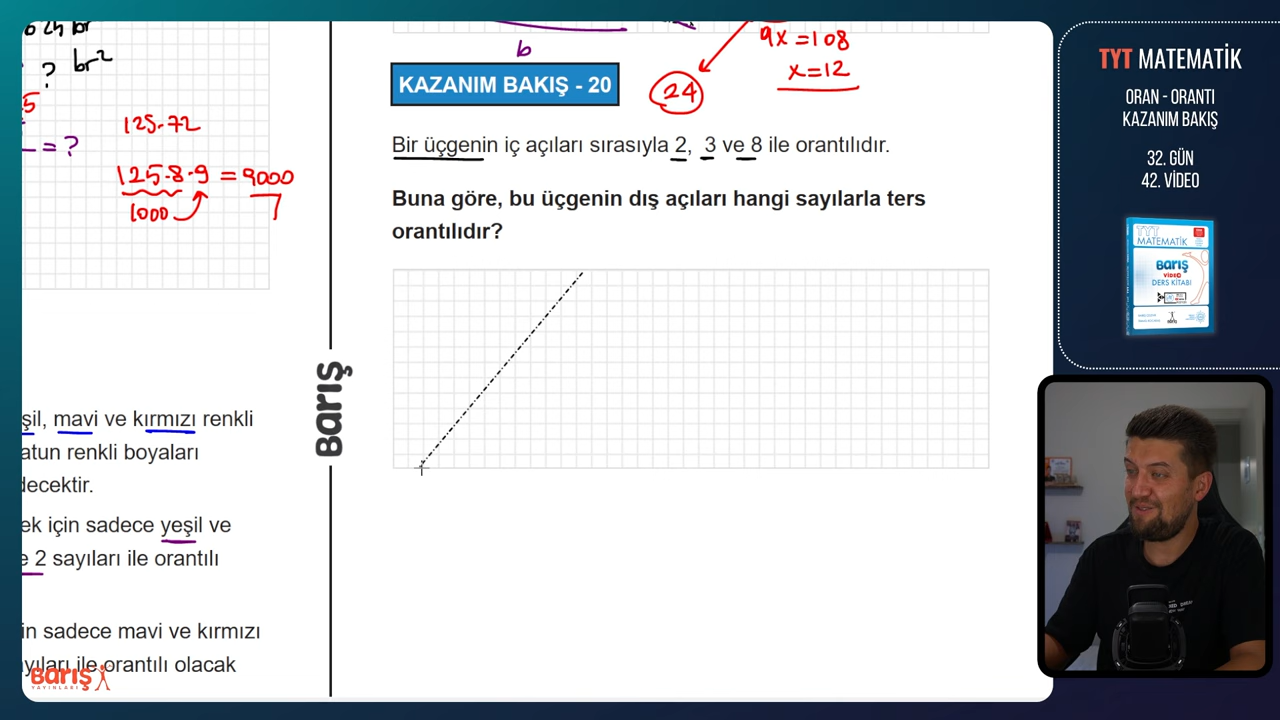 ? br²
5
= ?
125.72
125.8.9 = 9000
1000
b
9x = 108
x = 12
24
KAZANIM BAKIŞ - 20
Bir üçgenin iç açıları sırasıyla 2, 3 ve 8 ile orantılıdır.
Buna göre, bu üçgenin dış açıları hangi sayılarla ters
orantılıdır?
Barış
şil, mavi ve kırmızı renkli
atun renkli boyaları
decektir.
ek için sadece yeşil ve
e 2 sayıları ile orantılı
in sadece mavi ve kırmızı
yıları ile orantılı olacak
BARIŞ
YAYINLARI
TYT MATEMATİK
ORAN - ORANTI
KAZANIM BAKIŞ
32. GÜN
42. VİDEO
TYT
MATEMATİK
Barış
VİDEO
DERS KİTABI